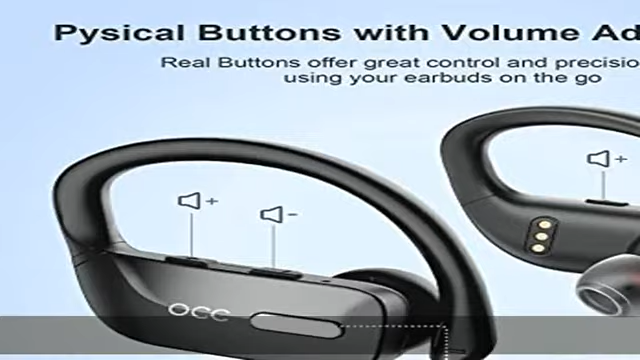 Pysical Buttons with Volume Ad
Real Buttons offer great control and precisio
using your earbuds on the go
+
+
-
OCC